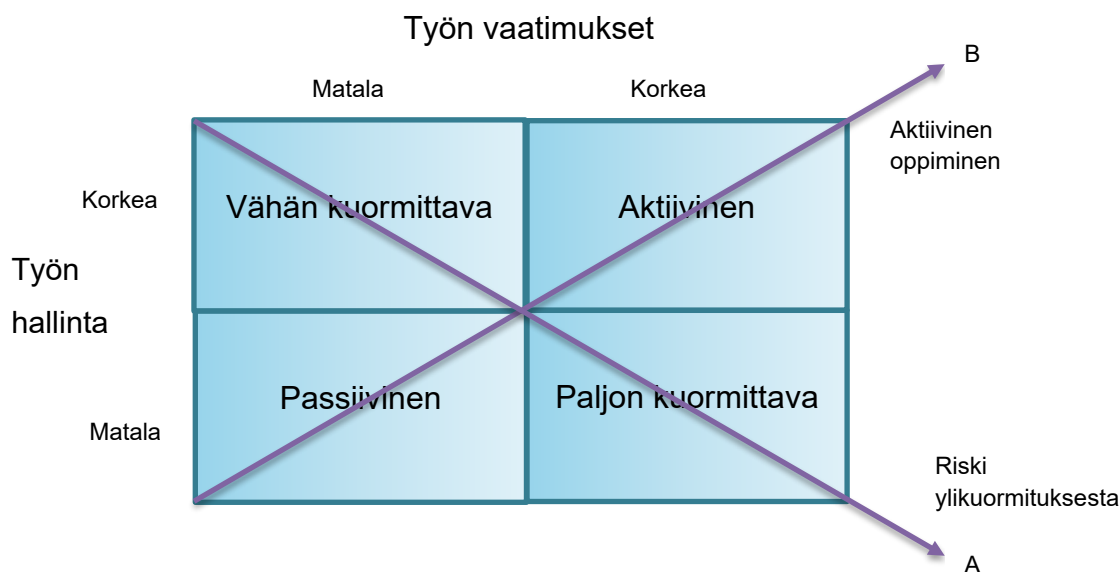 Työn vaatimukset
B
Matala
Korkea
Aktiivinen
oppiminen
Korkea
Vähän kuormittava
Aktiivinen
Työn
hallinta
Passiivinen
Paljon kuormittava
Matala
Riski
ylikuormituksesta
A